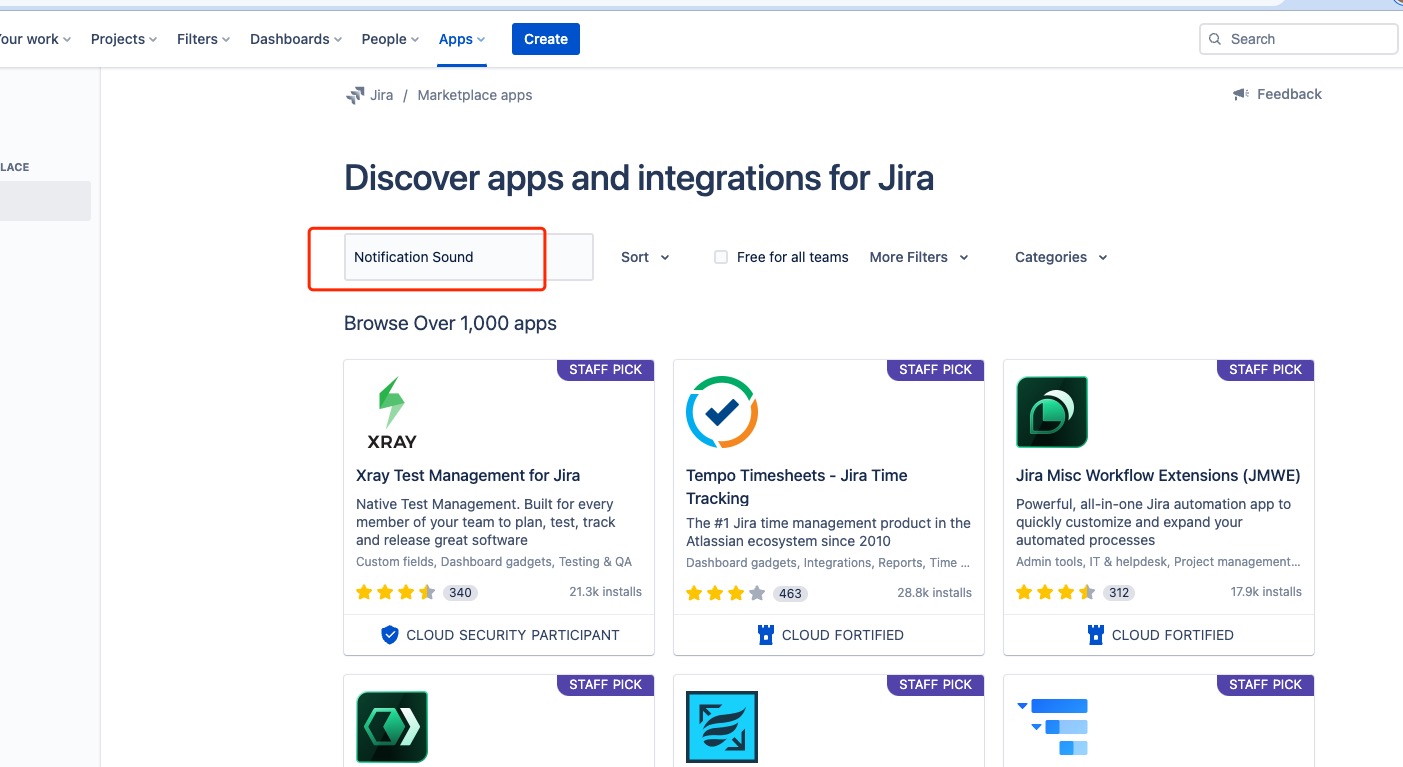 our work Projects Filters Dashboards People Apps Create Search
Jira / Marketplace apps Feedback
LACE
Discover apps and integrations for Jira
Notification Sound Sort Free for all teams More Filters Categories
Browse Over 1,000 apps
STAFF PICK
XRAY
Xray Test Management for Jira
Native Test Management. Built for every
member of your team to plan, test, track
and release great software
Custom fields, Dashboard gadgets, Testing & QA
340 21.3k installs
CLOUD SECURITY PARTICIPANT
STAFF PICK
Tempo Timesheets - Jira Time
Tracking
The #1 Jira time management product in the
Atlassian ecosystem since 2010
Dashboard gadgets, Integrations, Reports, Time ...
463 28.8k installs
CLOUD FORTIFIED
STAFF PICK
Jira Misc Workflow Extensions (JMWE)
Powerful, all-in-one Jira automation app to
quickly customize and expand your
automated processes
Admin tools, IT & helpdesk, Project management...
312 17.9k installs
CLOUD FORTIFIED
STAFF PICK
STAFF PICK
STAFF PICK